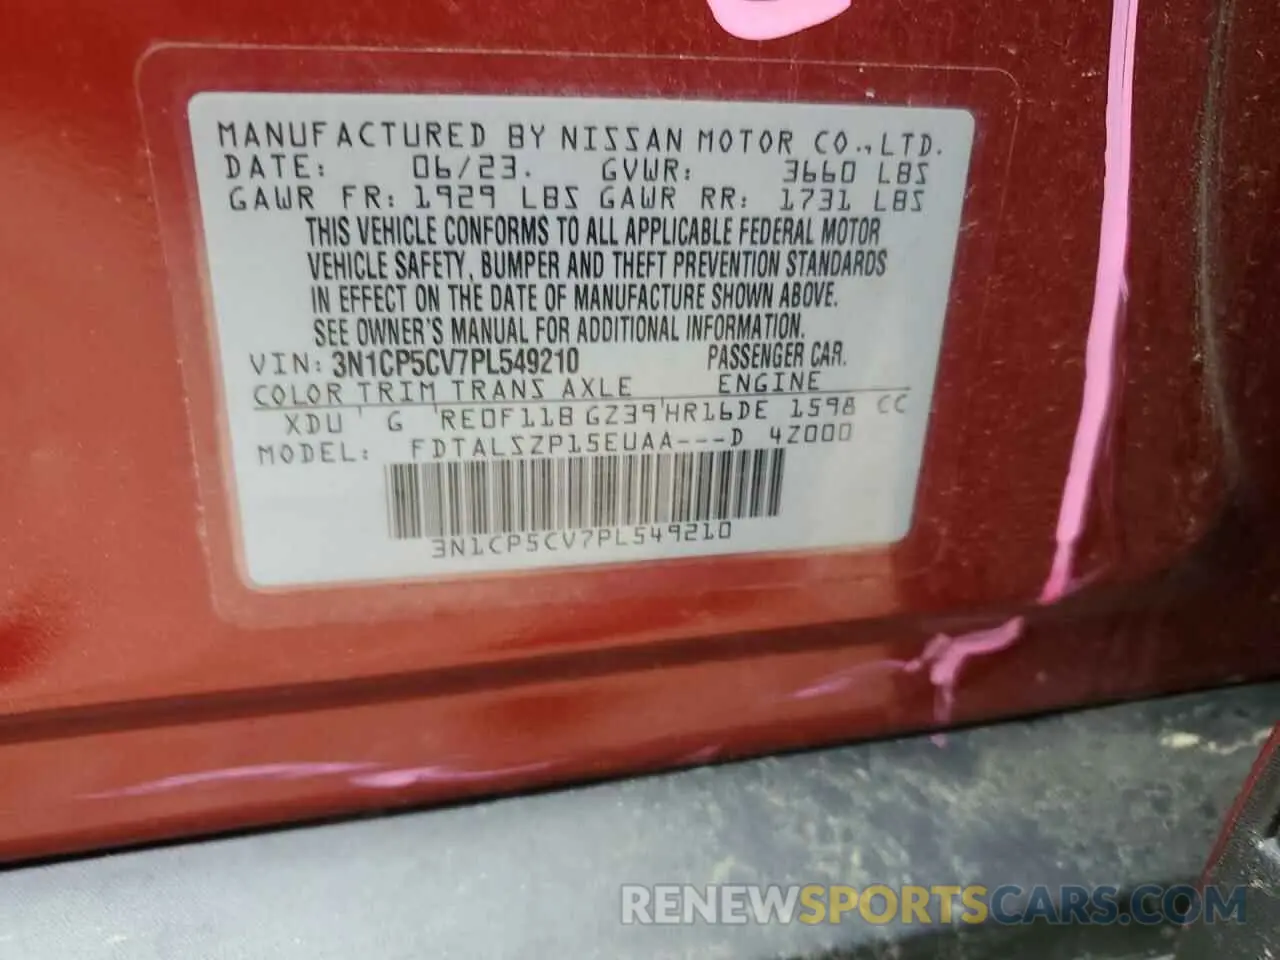 MANUFACTURED BY NISSAN MOTOR CO., LTD.
DATE: 06/23. GVWR: 3660 LBS
GAWR FR: 1929 LBS GAWR RR: 1731 LBS
THIS VEHICLE CONFORMS TO ALL APPLICABLE FEDERAL MOTOR
VEHICLE SAFETY, BUMPER AND THEFT PREVENTION STANDARDS
IN EFFECT ON THE DATE OF MANUFACTURE SHOWN ABOVE.
SEE OWNER'S MANUAL FOR ADDITIONAL INFORMATION.
VIN: 3N1CP5CV7PL549210 PASSENGER CAR.
COLOR TRIM TRANS AXLE ENGINE
XDU G RE0F11B GZ39 HR16DE 1598 CC
MODEL: FDTALSZP15EUAA---D 4Z000
3N1CP5CV7PL549210
RENEWSPORTSCARS.COM